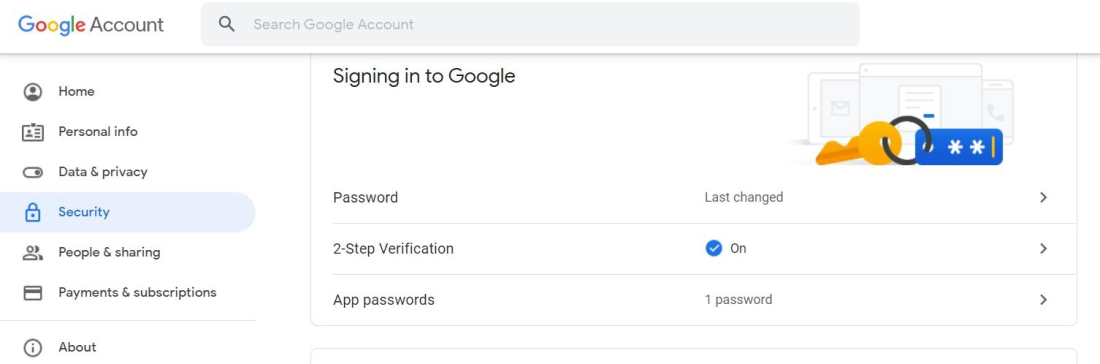 Google Account
Search Google Account
Home
Personal info
Data & privacy
Security
People & sharing
Payments & subscriptions
About
Signing in to Google
**
Password Last changed
2-Step Verification On
App passwords 1 password